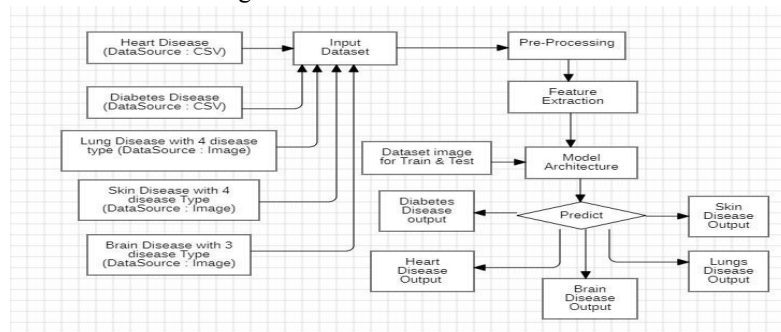 Heart Disease
(DataSource : CSV)
Input
Dataset
Pre-Processing
Diabetes Disease
(DataSource : CSV)
Feature
Extraction
Lung Disease with 4 disease
type (DataSource : Image)
Dataset image
for Train & Test
Model
Architecture
Skin Disease with 4
disease Type
(DataSource : Image)
Diabetes
Disease
output
Predict
Skin
Disease
Output
Brain Disease with 3
disease Type
(DataSource : Image)
Heart
Disease
Output
Brain
Disease
Output
Lungs
Disease
Output